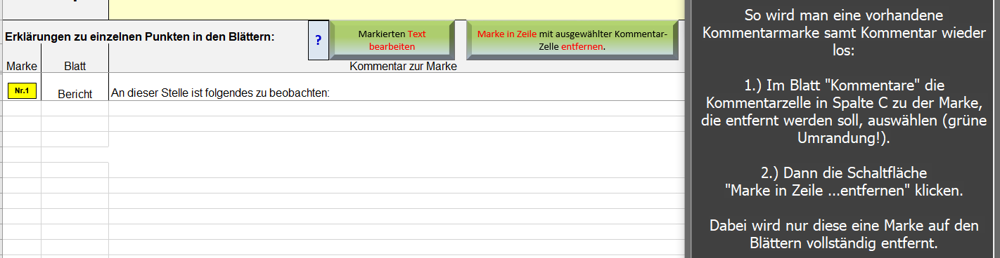 Erklärungen zu einzelnen Punkten in den Blättern:
?
Markierten Text
bearbeiten
Marke in Zeile mit ausgewählter Kommentar-
Zelle entfernen.
Marke Blatt Kommentar zur Marke
Nr.1 Bericht An dieser Stelle ist folgendes zu beobachten:
So wird man eine vorhandene
Kommentarmarke samt Kommentar wieder
los:
1.) Im Blatt "Kommentare" die
Kommentarzelle in Spalte C zu der Marke,
die entfernt werden soll, auswählen (grüne
Umrandung!).
2.) Dann die Schaltfläche
"Marke in Zeile ...entfernen" klicken.
Dabei wird nur diese eine Marke auf den
Blättern vollständig entfernt.